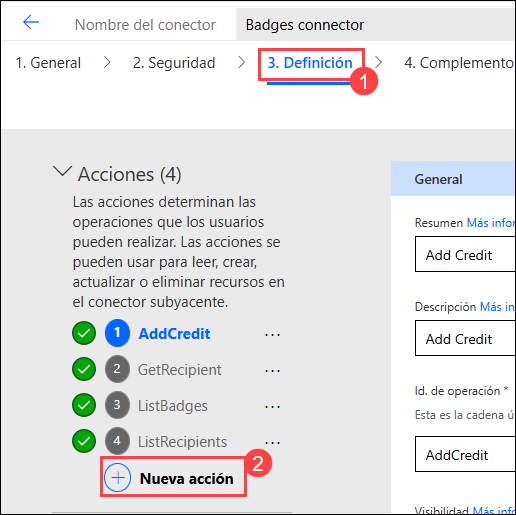 Nombre del conector Badges connector
1. General > 2. Seguridad > 3. Definición > 4. Complemento
1
Acciones (4)
Las acciones determinan las
operaciones que los usuarios
pueden realizar. Las acciones se
pueden usar para leer, crear,
actualizar o eliminar recursos en
el conector subyacente.
1 AddCredit ...
2 GetRecipient ...
3 ListBadges ...
4 ListRecipients ...
Nueva acción
2
General
Resumen Más infor
Add Credit
Descripción Más in
Add Credit
Id. de operación *
Esta es la cadena ú
AddCredit
Visibilidad Más info